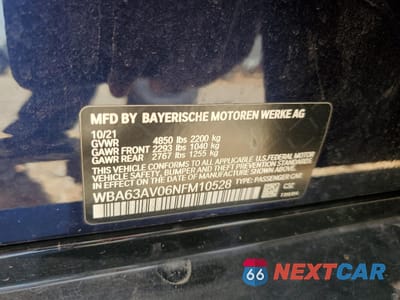 MFD BY BAYERISCHE MOTOREN WERKE AG
10/21
GVWR 4850 lbs 2200 kg
GAWR FRONT 2293 lbs 1040 kg
GAWR REAR 2767 lbs 1255 kg
THIS VEHICLE CONFORMS TO ALL APPLICABLE U.S. FEDERAL MOTOR
VEHICLE SAFETY, BUMPER, AND THEFT PREVENTION STANDARDS
IN EFFECT ON THE DATE OF MANUFACTURE SHOWN ABOVE.
WBA63AV06NFM10528 TYPE: PASSENGER CAR
66 NEXTCAR